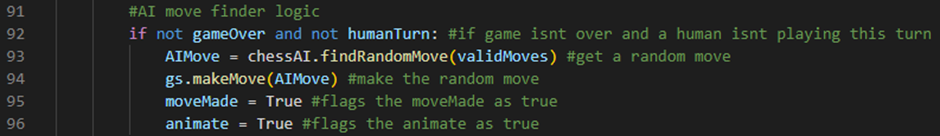 91 #AI move finder logic
92 if not gameOver and not humanTurn: #if game isnt over and a human isnt playing this turn
93 AIMove = chessAI.findRandomMove(validMoves) #get a random move
94 gs.makeMove(AIMove) #make the random move
95 moveMade = True #flags the moveMade as true
96 animate = True #flags the animate as true